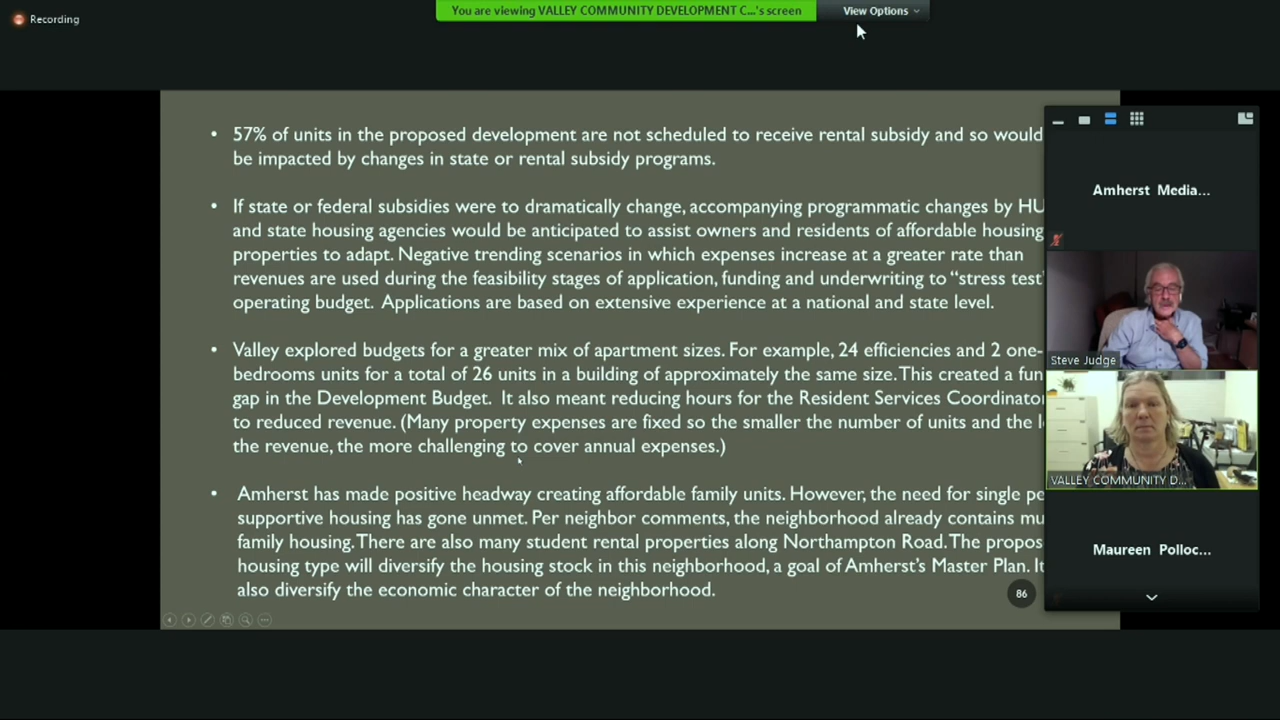 Recording
You are viewing VALLEY COMMUNITY DEVELOPMENT C...'s screen
View Options
• 57% of units in the proposed development are not scheduled to receive rental subsidy and so would
be impacted by changes in state or rental subsidy programs.
• If state or federal subsidies were to dramatically change, accompanying programmatic changes by HU
and state housing agencies would be anticipated to assist owners and residents of affordable housing
properties to adapt. Negative trending scenarios in which expenses increase at a greater rate than
revenues are used during the feasibility stages of application, funding and underwriting to “stress test”
operating budget. Applications are based on extensive experience at a national and state level.
• Valley explored budgets for a greater mix of apartment sizes. For example, 24 efficiencies and 2 one-
bedrooms units for a total of 26 units in a building of approximately the same size. This created a fun
gap in the Development Budget. It also meant reducing hours for the Resident Services Coordinator
to reduced revenue. (Many property expenses are fixed so the smaller the number of units and the l
the revenue, the more challenging to cover annual expenses.)
• Amherst has made positive headway creating affordable family units. However, the need for single pe
supportive housing has gone unmet. Per neighbor comments, the neighborhood already contains mu
family housing. There are also many student rental properties along Northampton Road. The propos
housing type will diversify the housing stock in this neighborhood, a goal of Amherst’s Master Plan. It
also diversify the economic character of the neighborhood.
86
Amherst Media...
Steve Judge
VALLEY COMMUNITY D...
Maureen Polloc...